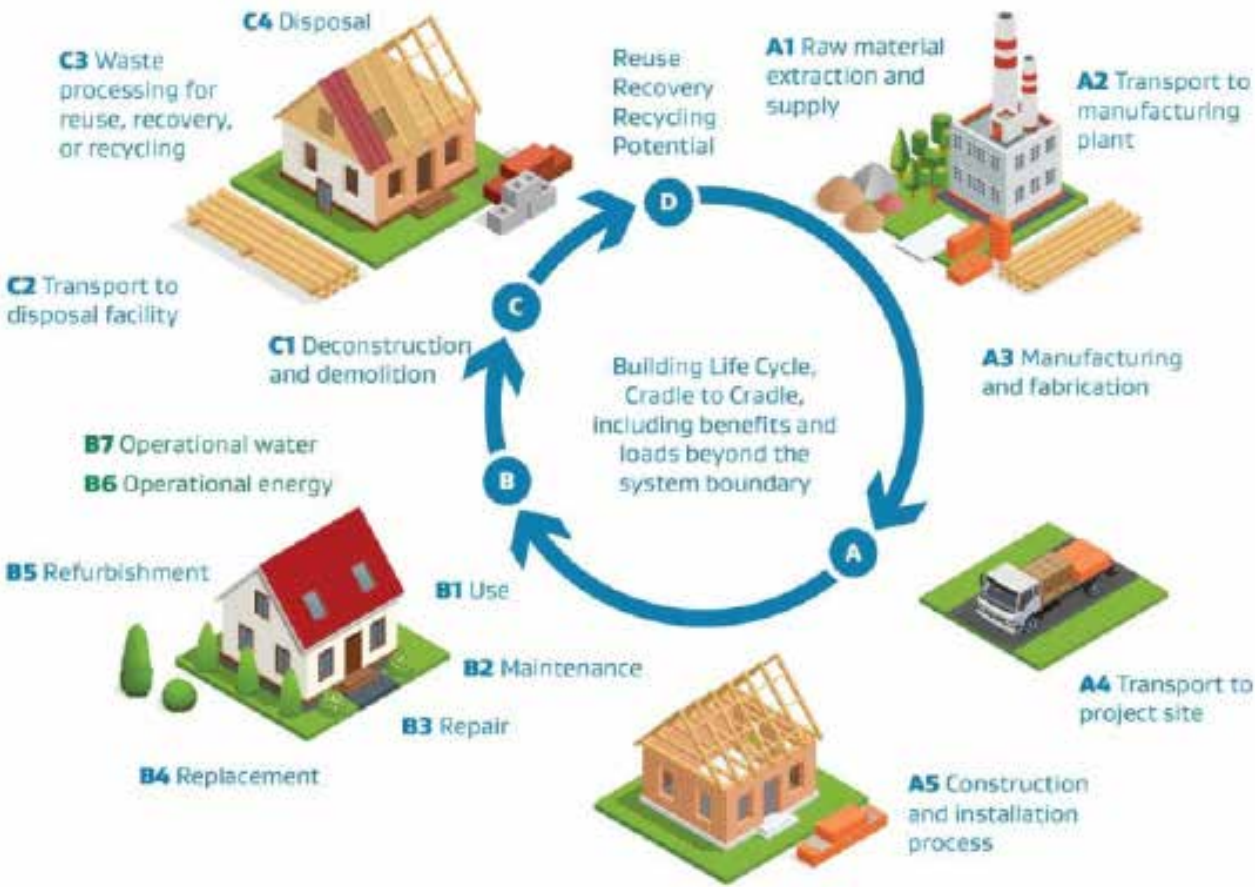 C4 Disposal
C3 Waste
processing for
reuse, recovery,
or recycling
Reuse
Recovery
Recycling
Potential
A1 Raw material
extraction and
supply
A2 Transport to
manufacturing
plant
D
C2 Transport to
disposal facility
C
C1 Deconstruction
and demolition
Building Life Cycle,
Cradle to Cradle,
including benefits and
loads beyond the
system boundary
A3 Manufacturing
and fabrication
B7 Operational water
B6 Operational energy
B
A
B5 Refurbishment
B1 Use
B2 Maintenance
B3 Repair
B4 Replacement
A4 Transport to
project site
A5 Construction
and installation
process